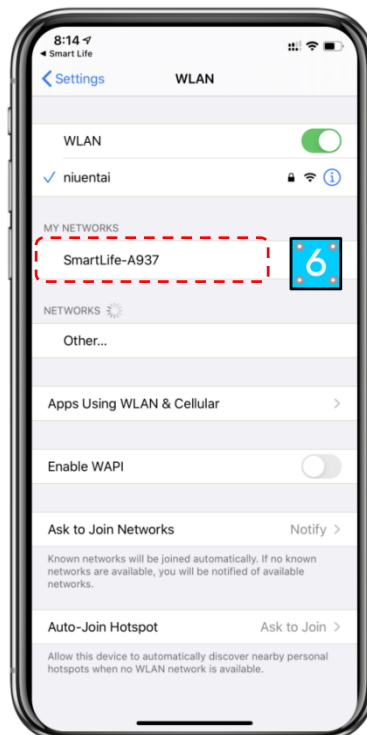 8:14
Smart Life
Settings
WLAN
WLAN
niuentai
MY NETWORKS
SmartLife-A937
6
NETWORKS
Other...
Apps Using WLAN & Cellular
Enable WAPI
Ask to Join Networks Notify
Known networks will be joined automatically. If no known
networks are available, you will be notified of available
networks.
Auto-Join Hotspot Ask to Join
Allow this device to automatically discover nearby personal
hotspots when no WLAN network is available.